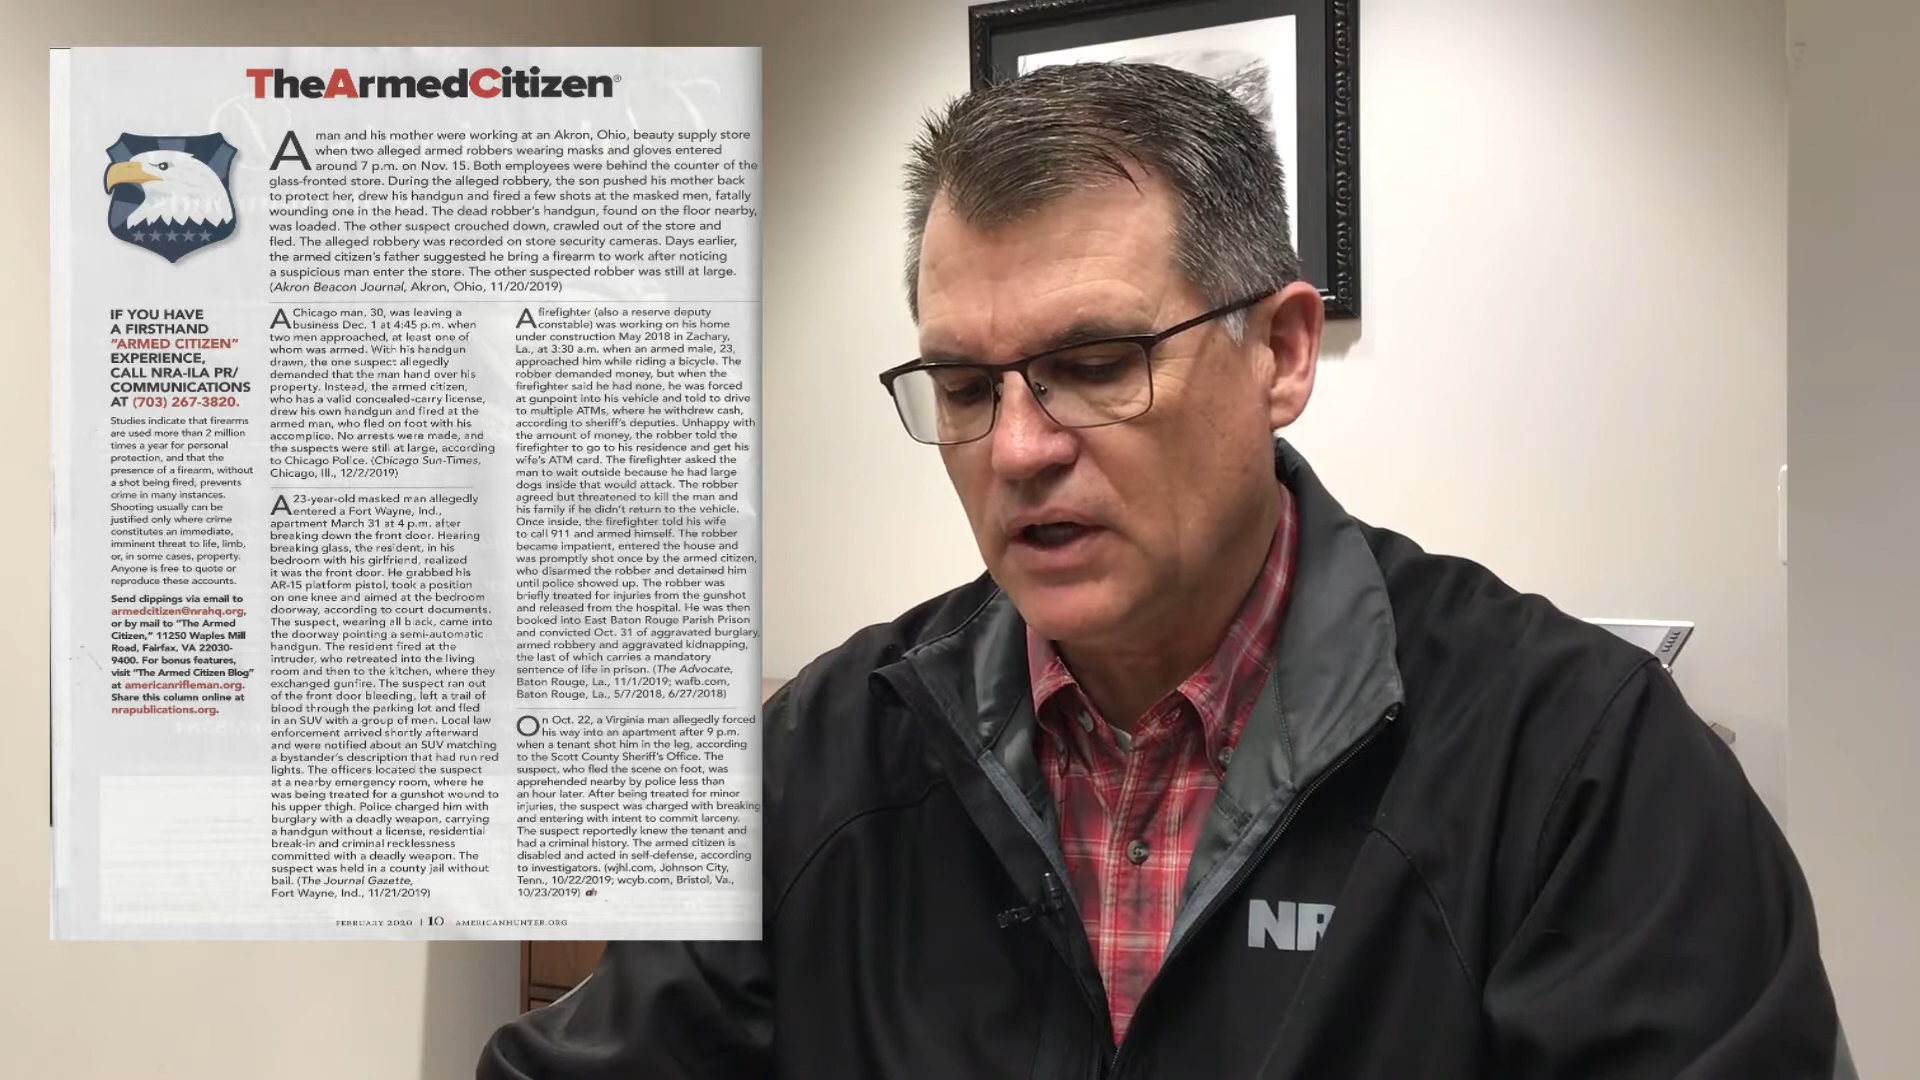 TheArmedCitizen®
A man and his mother were working at an Akron, Ohio, beauty supply store
when two alleged armed robbers wearing masks and gloves entered
around 7 p.m. on Nov. 15. Both employees were behind the counter of the
glass-fronted store. During the alleged robbery, the son pushed his mother back
to protect her, drew his handgun and fired a few shots at the masked men, fatally
wounding one in the head. The dead robber's handgun, found on the floor nearby,
was loaded. The other suspect crouched down, crawled out of the store and
fled. The alleged robbery was recorded on store security cameras. Days earlier,
the armed citizen's father suggested he bring a firearm to work after noticing
a suspicious man enter the store. The other suspected robber was still at large.
(Akron Beacon Journal, Akron, Ohio, 11/20/2019)
IF YOU HAVE
A FIRSTHAND
"ARMED CITIZEN"
EXPERIENCE,
CALL NRA-ILA PR/
COMMUNICATIONS
AT (703) 267-3820.
Studies indicate that firearms
are used more than 2 million
times a year for personal
protection, and that the
presence of a firearm, without
a shot being fired, prevents
crime in many instances.
Shooting usually can be
justified only where crime
constitutes an immediate,
imminent threat to life, limb,
or, in some cases, property.
Anyone is free to quote or
reproduce these accounts.
Send clippings via email to
armedcitizen@nrahq.org,
or by mail to "The Armed
Citizen," 11250 Waples Mill
Road, Fairfax, VA 22030-
9400. For bonus features,
visit "The Armed Citizen Blog"
at americanrifleman.org.
Share this column online at
nrapublications.org.
A Chicago man, 30, was leaving a
business Dec. 1 at 4:45 p.m. when
two men approached, at least one of
whom was armed. With his handgun
drawn, the one suspect allegedly
demanded that the man hand over his
property. Instead, the armed citizen,
who has a valid concealed-carry license,
drew his own handgun and fired at the
armed man, who fled on foot with his
accomplice. No arrests were made, and
the suspects were still at large, according
to Chicago Police. (Chicago Sun-Times,
Chicago, Ill., 12/2/2019)
A 23-year-old masked man allegedly
entered a Fort Wayne, Ind.,
apartment March 31 at 4 p.m. after
breaking down the front door. Hearing
breaking glass, the resident, in his
bedroom with his girlfriend, realized
it was the front door. He grabbed his
AR-15 platform pistol, took a position
on one knee and aimed at the bedroom
doorway, according to court documents.
The suspect, wearing all black, came into
the doorway pointing a semi-automatic
handgun. The resident fired at the
intruder, who retreated into the living
room and then to the kitchen, where they
exchanged gunfire. The suspect ran out
of the front door bleeding, left a trail of
blood through the parking lot and fled
in an SUV with a group of men. Local law
enforcement arrived shortly afterward
and were notified about an SUV matching
a bystander's description that had run red
lights. The officers located the suspect
at a nearby emergency room, where he
was being treated for a gunshot wound to
his upper thigh. Police charged him with
burglary with a deadly weapon, carrying
a handgun without a license, residential
break-in and criminal recklessness
committed with a deadly weapon. The
suspect was held in a county jail without
bail. (The Journal Gazette,
Fort Wayne, Ind., 11/21/2019)
A firefighter (also a reserve deputy
constable) was working on his home
under construction May 2018 in Zachary,
La., at 3:30 a.m. when an armed male, 23,
approached him while riding a bicycle. The
robber demanded money, but when the
firefighter said he had none, he was forced
at gunpoint into his vehicle and told to drive
to multiple ATMs, where he withdrew cash,
according to sheriff's deputies. Unhappy with
the amount of money, the robber told the
firefighter to go to his residence and get his
wife's ATM card. The firefighter asked the
man to wait outside because he had large
dogs inside that would attack. The robber
agreed but threatened to kill the man and
his family if he didn't return to the vehicle.
Once inside, the firefighter told his wife
to call 911 and armed himself. The robber
became impatient, entered the house and
was promptly shot once by the armed citizen,
who disarmed the robber and detained him
until police showed up. The robber was
briefly treated for injuries from the gunshot
and released from the hospital. He was then
booked into East Baton Rouge Parish Prison
and convicted Oct. 31 of aggravated burglary,
armed robbery and aggravated kidnapping,
the last of which carries a mandatory
sentence of life in prison. (The Advocate,
Baton Rouge, La., 11/1/2019; wafb.com,
Baton Rouge, La., 5/7/2018, 6/27/2018)
On Oct. 22, a Virginia man allegedly forced
his way into an apartment after 9 p.m.
when a tenant shot him in the leg, according
to the Scott County Sheriff's Office. The
suspect, who fled the scene on foot, was
apprehended nearby by police less than
an hour later. After being treated for minor
injuries, the suspect was charged with breaking
and entering with intent to commit larceny.
The suspect reportedly knew the tenant and
had a criminal history. The armed citizen is
disabled and acted in self-defense, according
to investigators. (wjhl.com, Johnson City,
Tenn., 10/22/2019; wcyb.com, Bristol, Va.,
10/23/2019) ah
FEBRUARY 2020 | 10 AMERICANHUNTER.ORG
NR